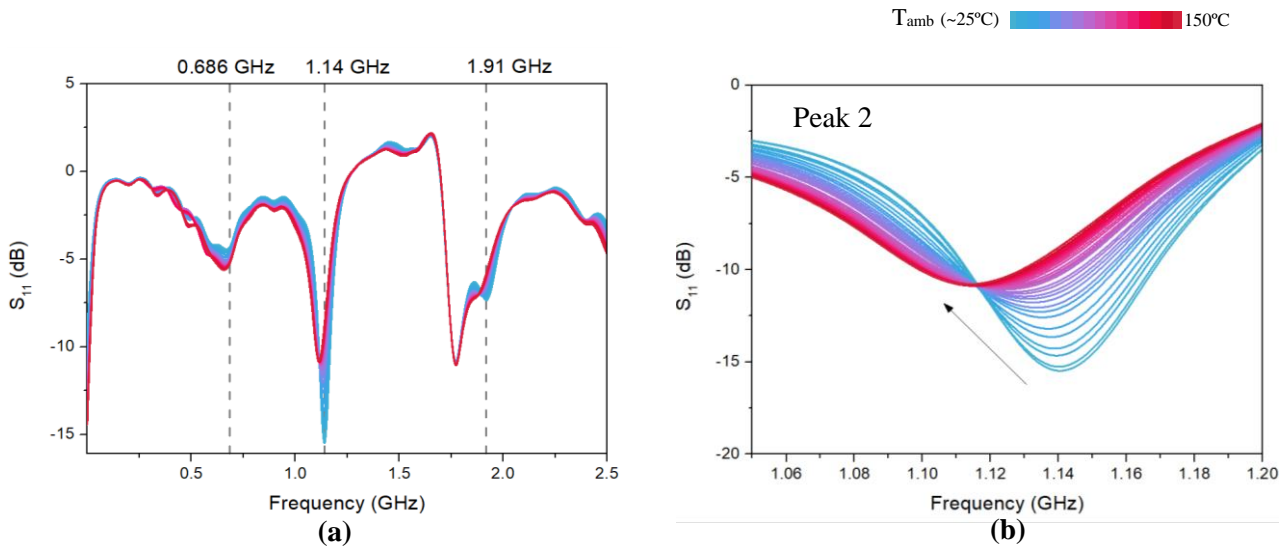 Tamb (~25ºC) 150ºC
0.686 GHz 1.14 GHz 1.91 GHz
5
0
-5
-10
-15
S11 (dB)
0.5 1.0 1.5 2.0 2.5
Frequency (GHz)
(a)
Peak 2
0
-5
-10
-15
-20
S11 (dB)
1.06 1.08 1.10 1.12 1.14 1.16 1.18 1.20
Frequency (GHz)
(b)